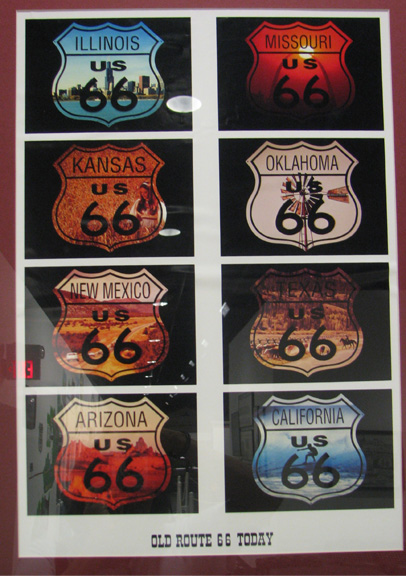 ILLINOIS
US
66
MISSOURI
US
66
KANSAS
US
66
OKLAHOMA
US
66
NEW MEXICO
US
66
TEXAS
US
66
ARIZONA
US
66
CALIFORNIA
US
66
OLD ROUTE 66 TODAY